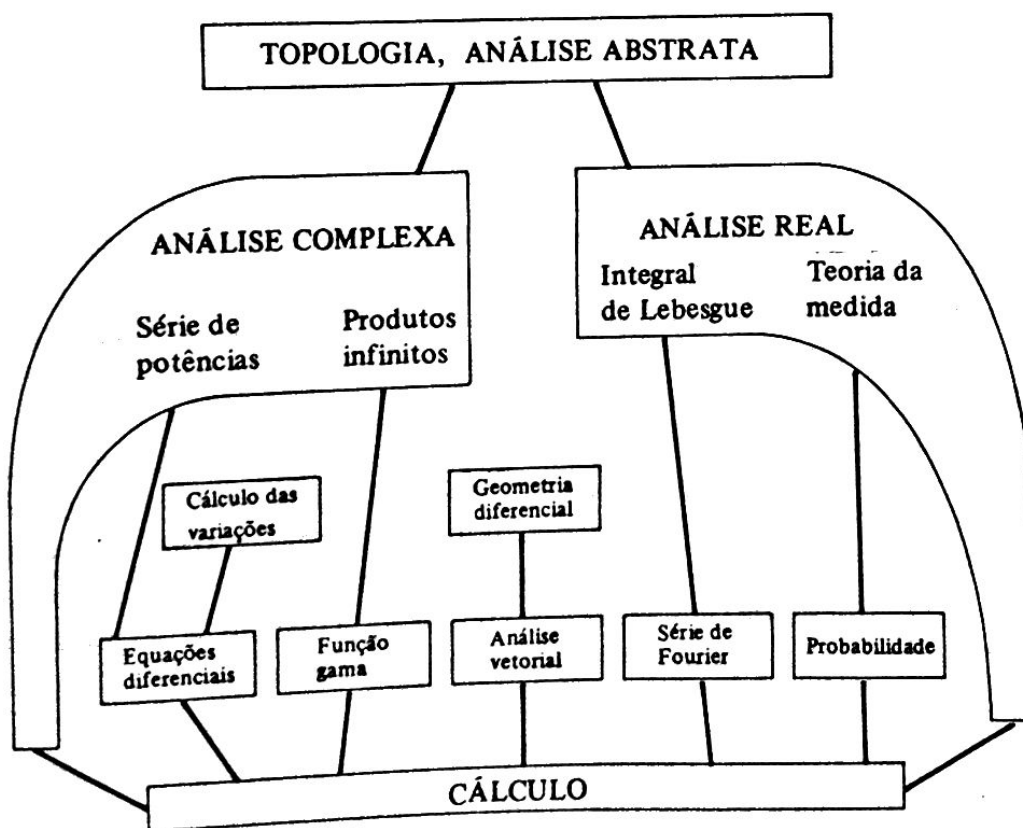 TOPOLOGIA, ANÁLISE ABSTRATA
ANÁLISE COMPLEXA
Série de
potências
Produtos
infinitos
ANÁLISE REAL
Integral
de Lebesgue
Teoria da
medida
Cálculo das
variações
Geometria
diferencial
Equações
diferenciais
Função
gama
Análise
vetorial
Série de
Fourier
Probabilidade
CÁLCULO